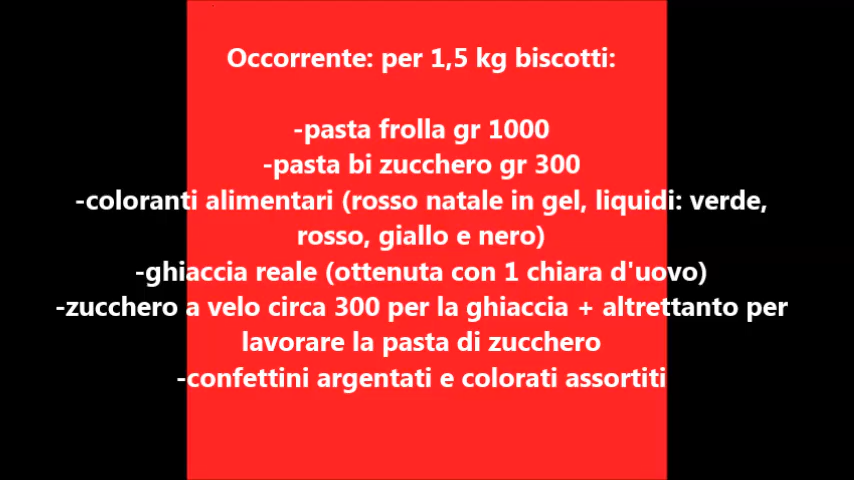 Occorrente: per 1,5 kg biscotti:
-pasta frolla gr 1000
-pasta bi zucchero gr 300
-coloranti alimentari (rosso natale in gel, liquidi: verde,
rosso, giallo e nero)
-ghiaccia reale (ottenuta con 1 chiara d'uovo)
-zucchero a velo circa 300 per la ghiaccia + altrettanto per
lavorare la pasta di zucchero
-confettini argentati e colorati assortiti